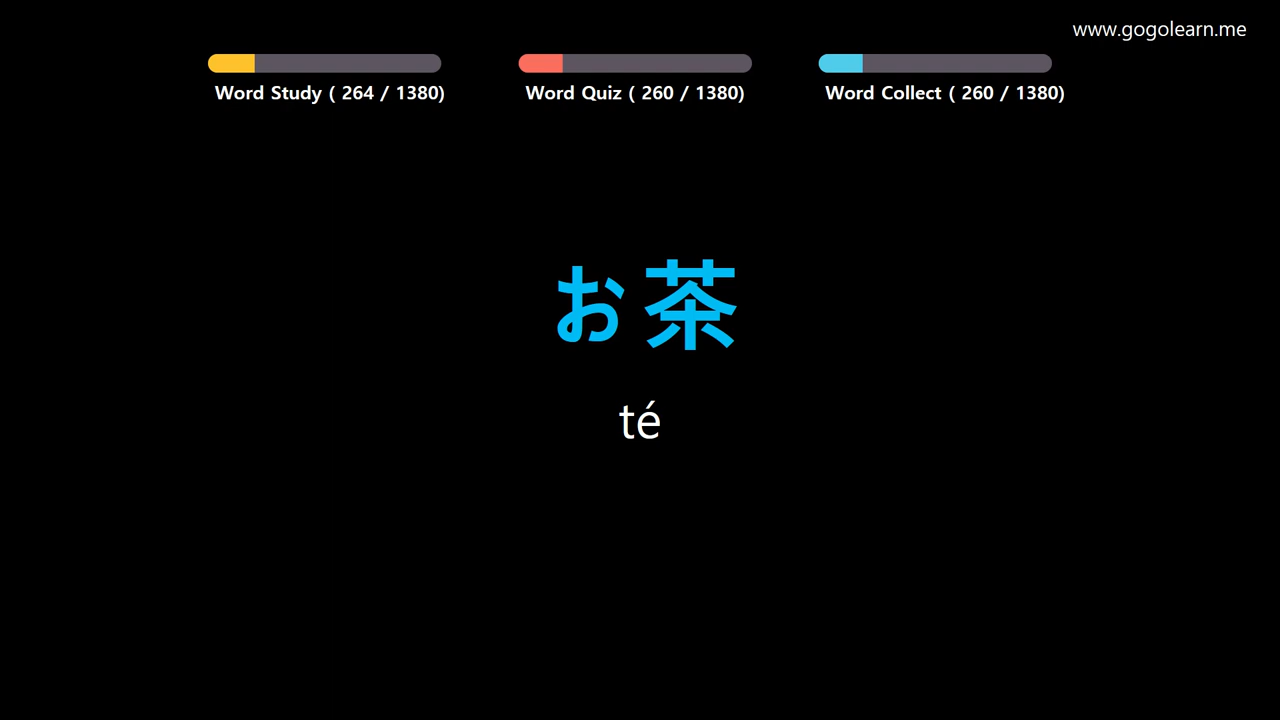 www.gogolearn.me
Word Study ( 264 / 1380)
Word Quiz ( 260 / 1380)
Word Collect ( 260 / 1380)
お茶
té